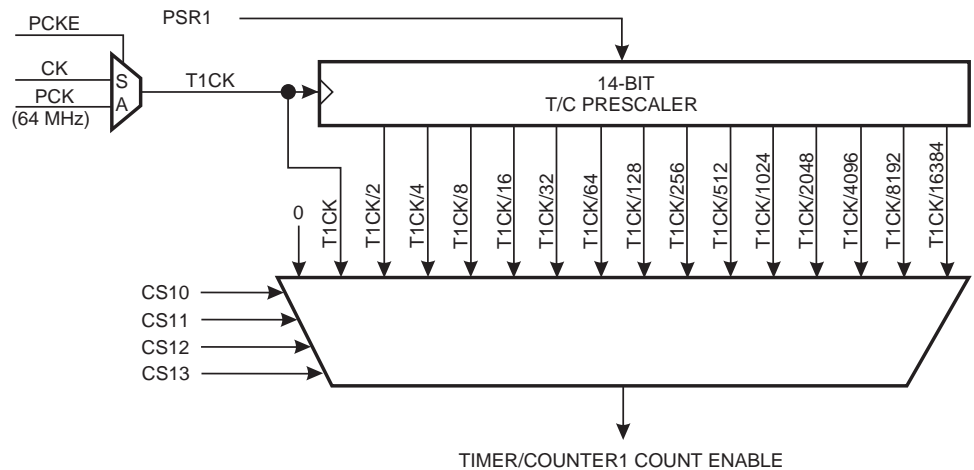 PCKE
PSR1
CK
S
T1CK
14-BIT
T/C PRESCALER
PCK
A
(64 MHz)
0
T1CK
T1CK/2
T1CK/4
T1CK/8
T1CK/16
T1CK/32
T1CK/64
T1CK/128
T1CK/256
T1CK/512
T1CK/1024
T1CK/2048
T1CK/4096
T1CK/8192
T1CK/16384
CS10
CS11
CS12
CS13
TIMER/COUNTER1 COUNT ENABLE